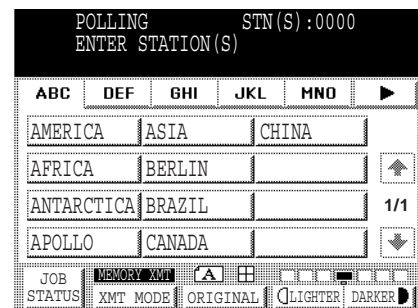 POLLING STN(S):0000
ENTER STATION(S)
ABC DEF GHI JKL MNO
AMERICA ASIA CHINA
AFRICA BERLIN
ANTARCTICA BRAZIL 1/1
APOLLO CANADA
JOB STATUS MEMORY XMT A
XMT MODE ORIGINAL LIGHTER DARKER